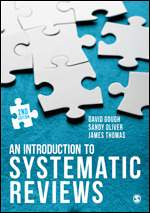 2ND
EDITION
DAVID GOUGH
SANDY OLIVER
JAMES THOMAS
AN INTRODUCTION TO
SYSTEMATIC
REVIEWS
SAGE